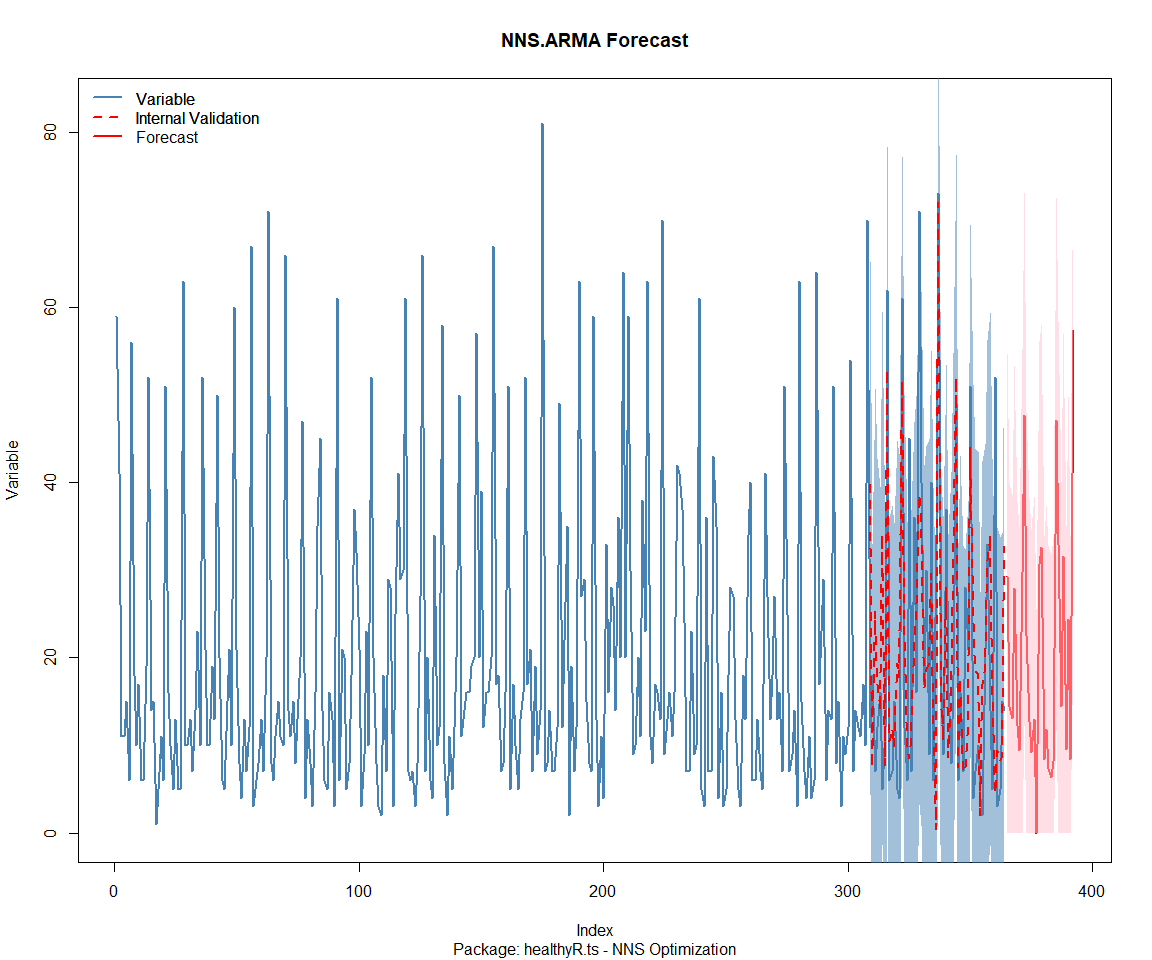 NNS.ARMA Forecast
Variable
Internal Validation
Forecast
Variable
80
60
40
20
0
0 100 200 300 400
Index
Package: healthyR.ts - NNS Optimization